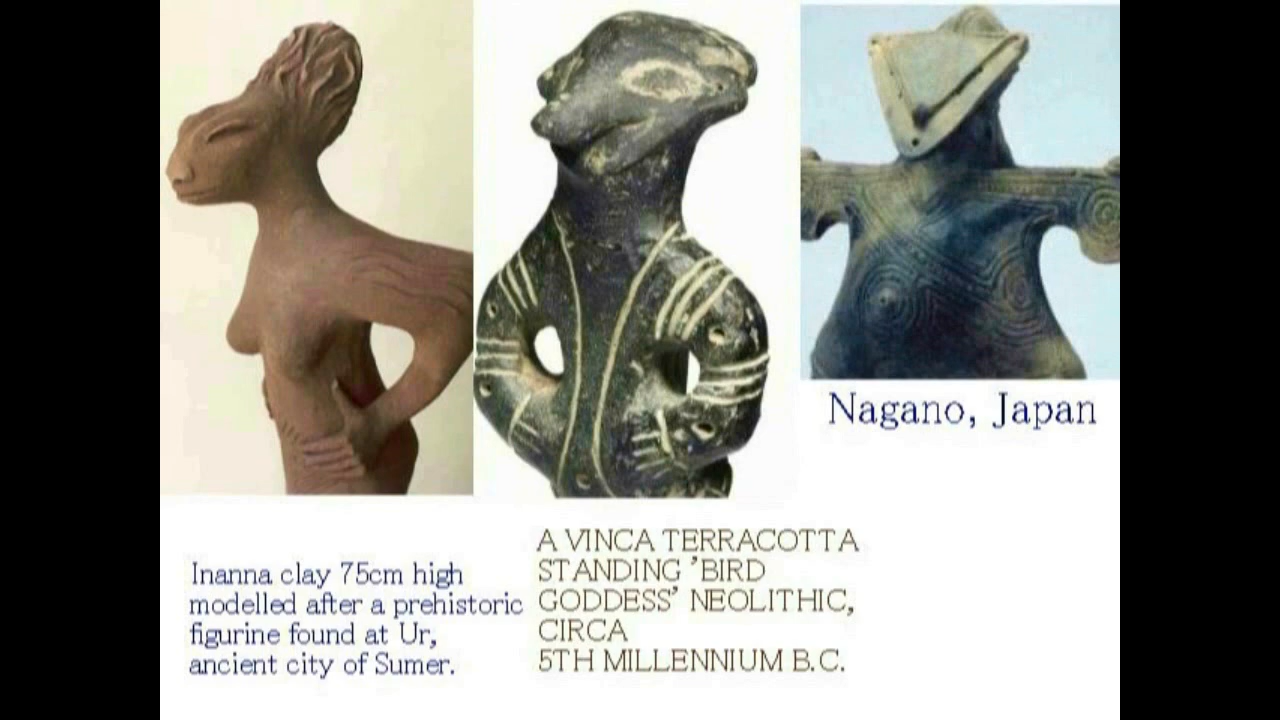 Nagano, Japan
Inanna clay 75cm high
modelled after a prehistoric
figurine found at Ur,
ancient city of Sumer.
A VINCA TERRACOTTA
STANDING 'BIRD
GODDESS' NEOLITHIC,
CIRCA
5TH MILLENNIUM B.C.